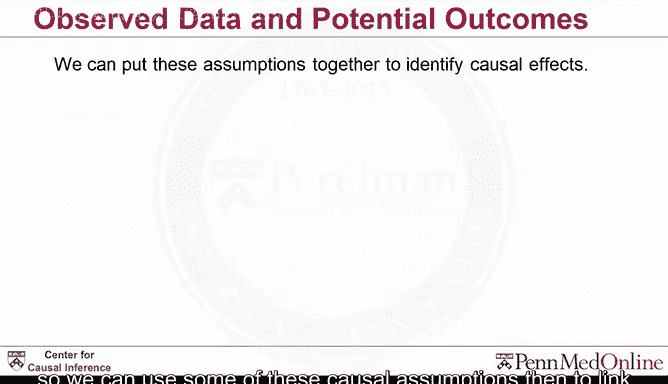 Observed Data and Potential Outcomes
We can put these assumptions together to identify causal effects.
Center for
Causal Inference
PennMedOnline
so we can use some of these causal assumptions then to link